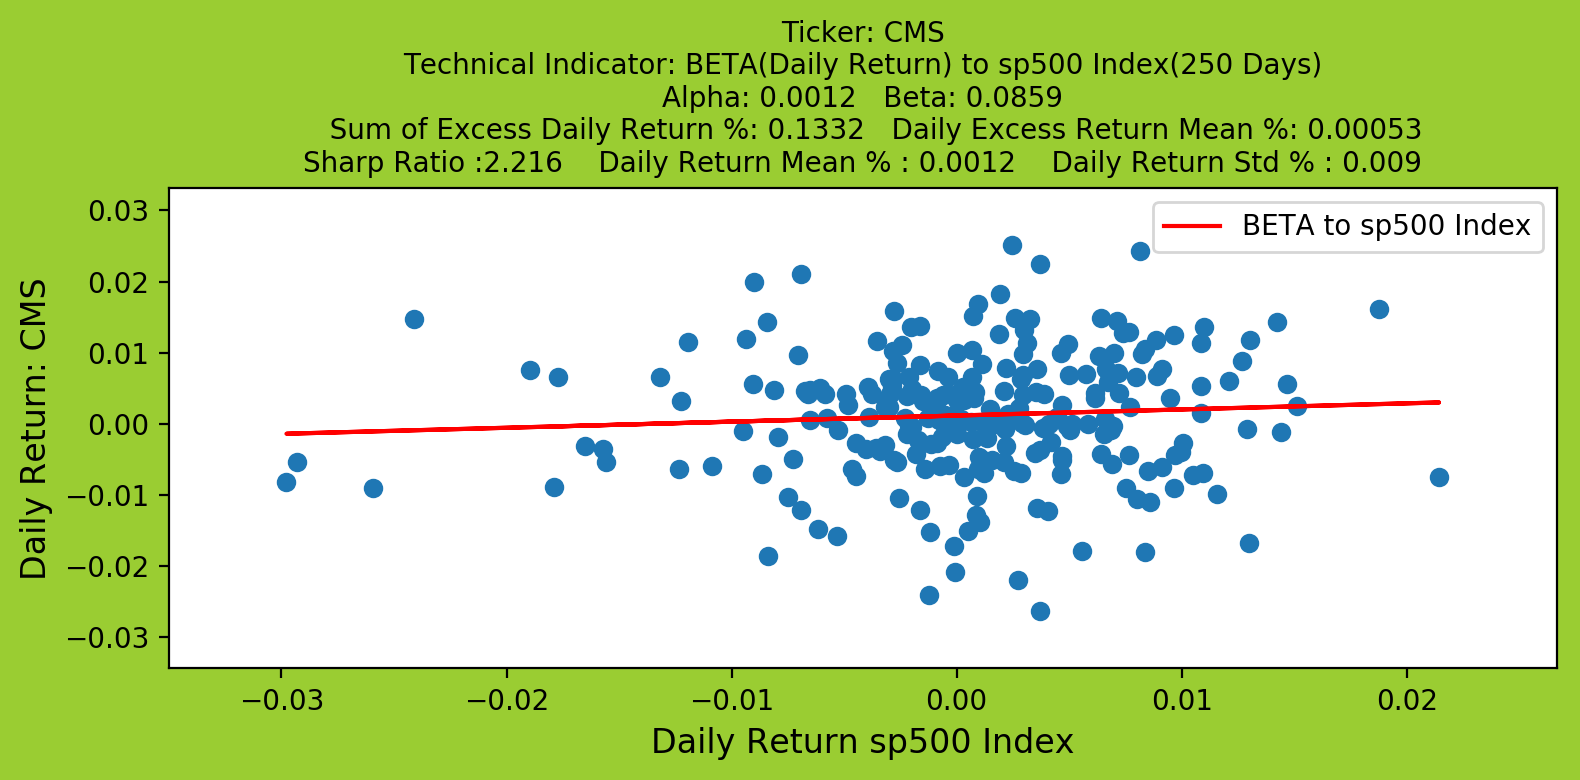 Ticker: CMS
Technical Indicator: BETA(Daily Return) to sp500 Index(250 Days)
Alpha: 0.0012 Beta: 0.0859
Sum of Excess Daily Return %: 0.1332 Daily Excess Return Mean %: 0.00053
Sharp Ratio :2.216 Daily Return Mean % : 0.0012 Daily Return Std % : 0.009
BETA to sp500 Index
Daily Return: CMS
0.03
0.02
0.01
0.00
−0.01
−0.02
−0.03
−0.03 −0.02 −0.01 0.00 0.01 0.02
Daily Return sp500 Index